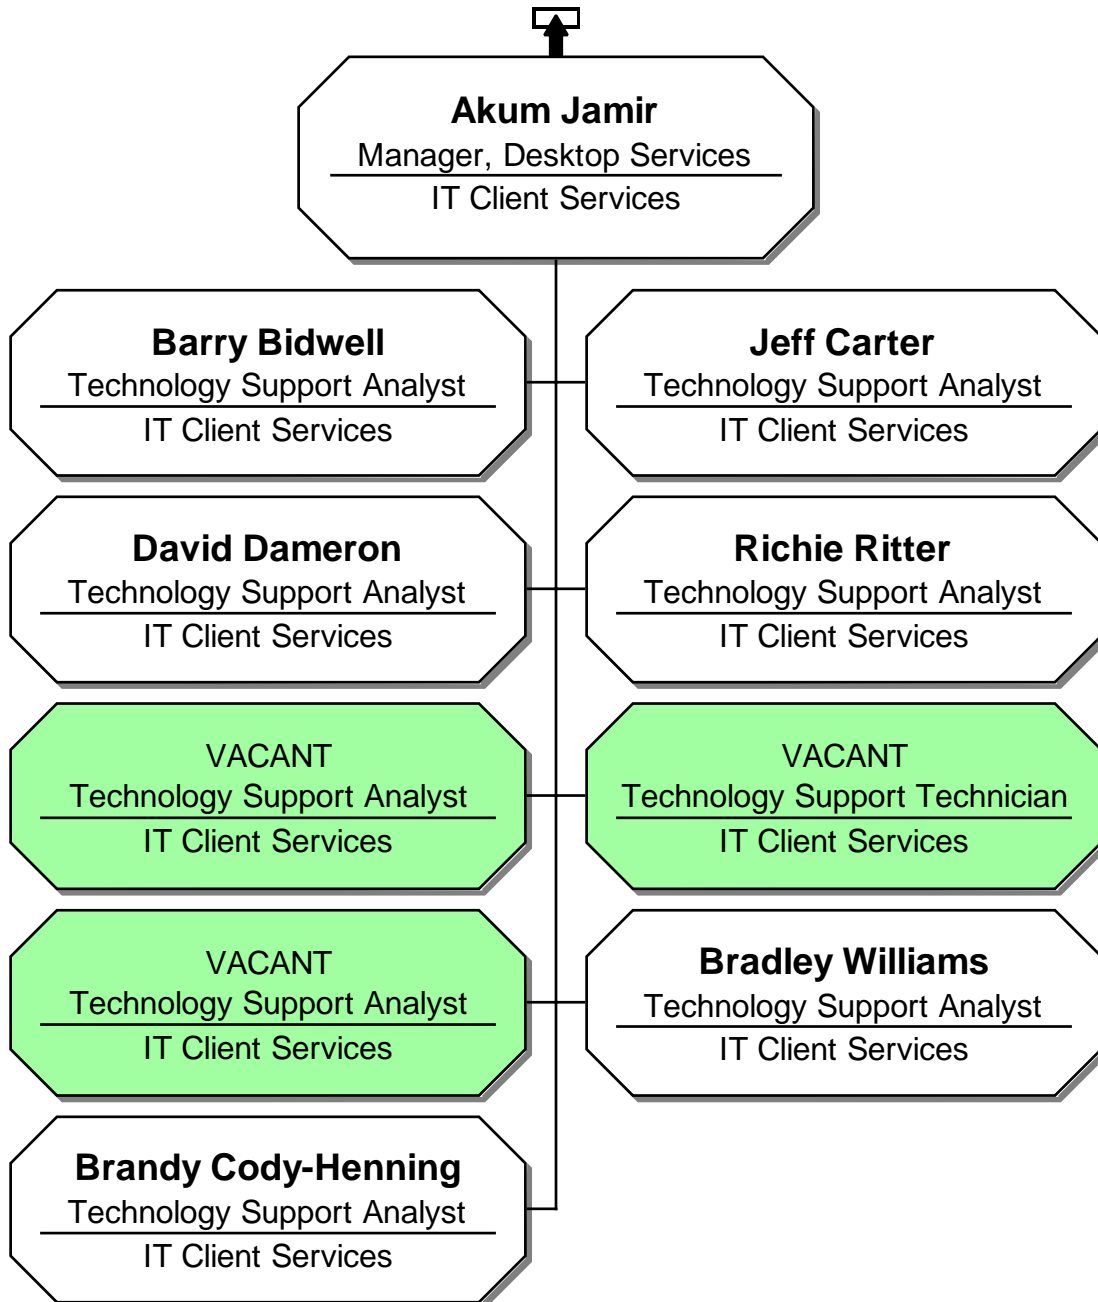 Akum Jamir
Manager, Desktop Services
IT Client Services
Barry Bidwell
Technology Support Analyst
IT Client Services
Jeff Carter
Technology Support Analyst
IT Client Services
David Dameron
Technology Support Analyst
IT Client Services
Richie Ritter
Technology Support Analyst
IT Client Services
VACANT
Technology Support Analyst
IT Client Services
VACANT
Technology Support Technician
IT Client Services
VACANT
Technology Support Analyst
IT Client Services
Bradley Williams
Technology Support Analyst
IT Client Services
Brandy Cody-Henning
Technology Support Analyst
IT Client Services